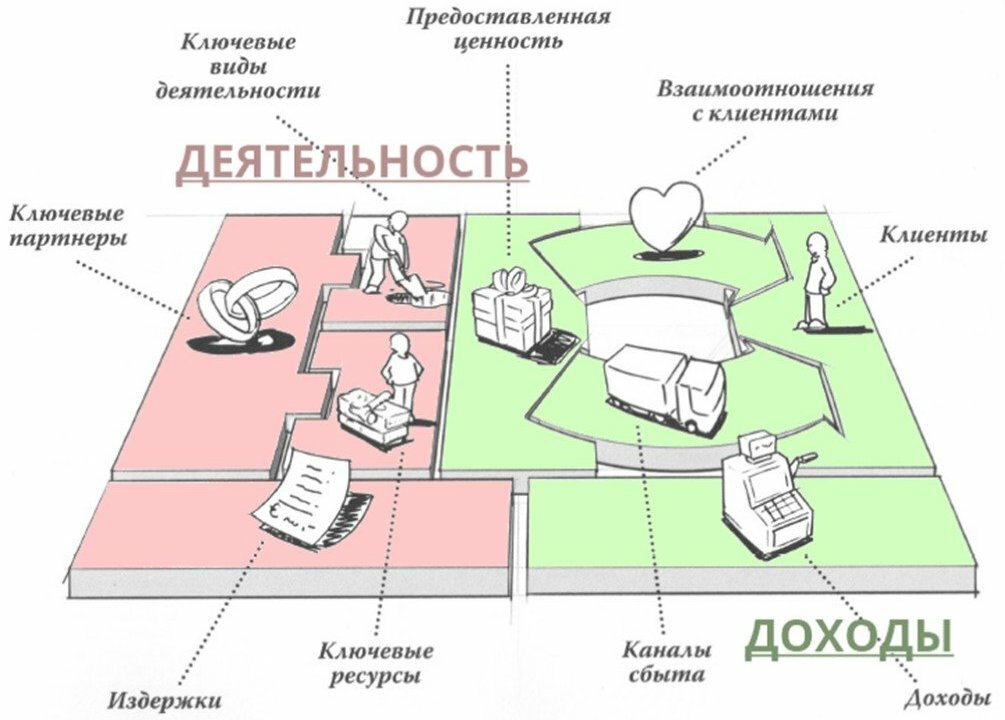 Предоставленная
ценность
Ключевые
виды
деятельности
Взаимоотношения
с клиентами
ДЕЯТЕЛЬНОСТЬ
Ключевые
партнеры
Клиенты
Ключевые
ресурсы
Каналы
сбыта
ДОХОДЫ
Издержки
Доходы